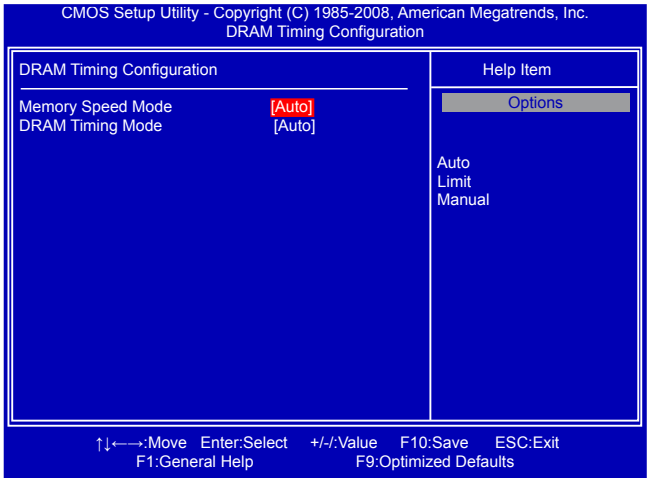 CMOS Setup Utility - Copyright (C) 1985-2008, American Megatrends, Inc.
DRAM Timing Configuration
DRAM Timing Configuration
Help Item
Memory Speed Mode [Auto]
DRAM Timing Mode [Auto]
Options
Auto
Limit
Manual
↑↓←→:Move Enter:Select +/-/:Value F10:Save ESC:Exit
F1:General Help F9:Optimized Defaults